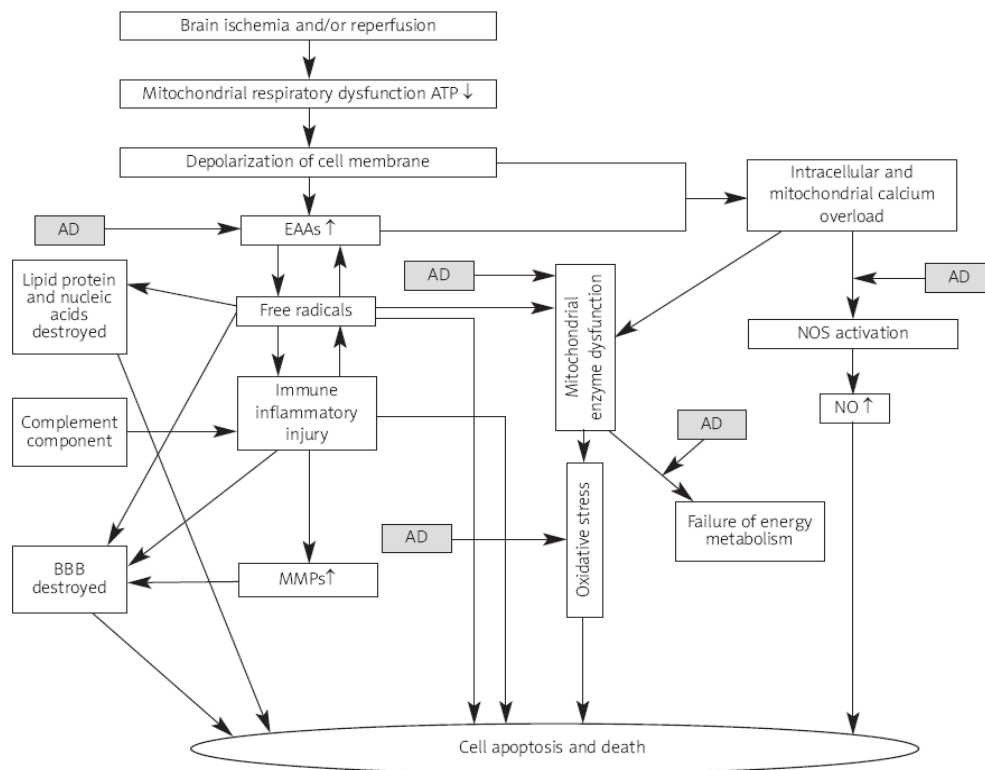 Brain ischemia and/or reperfusion
Mitochondrial respiratory dysfunction ATP ↓
Depolarization of cell membrane
Intracellular and
mitochondrial calcium
overload
AD
EAAs ↑
Lipid protein
and nucleic
acids
destroyed
AD
AD
Free radicals
Mitochondrial
enzyme dysfunction
NOS activation
Immune
inflammatory
injury
Complement
component
NO ↑
AD
Oxidative stress
Failure of energy
metabolism
AD
BBB
destroyed
MMPs↑
Cell apoptosis and death